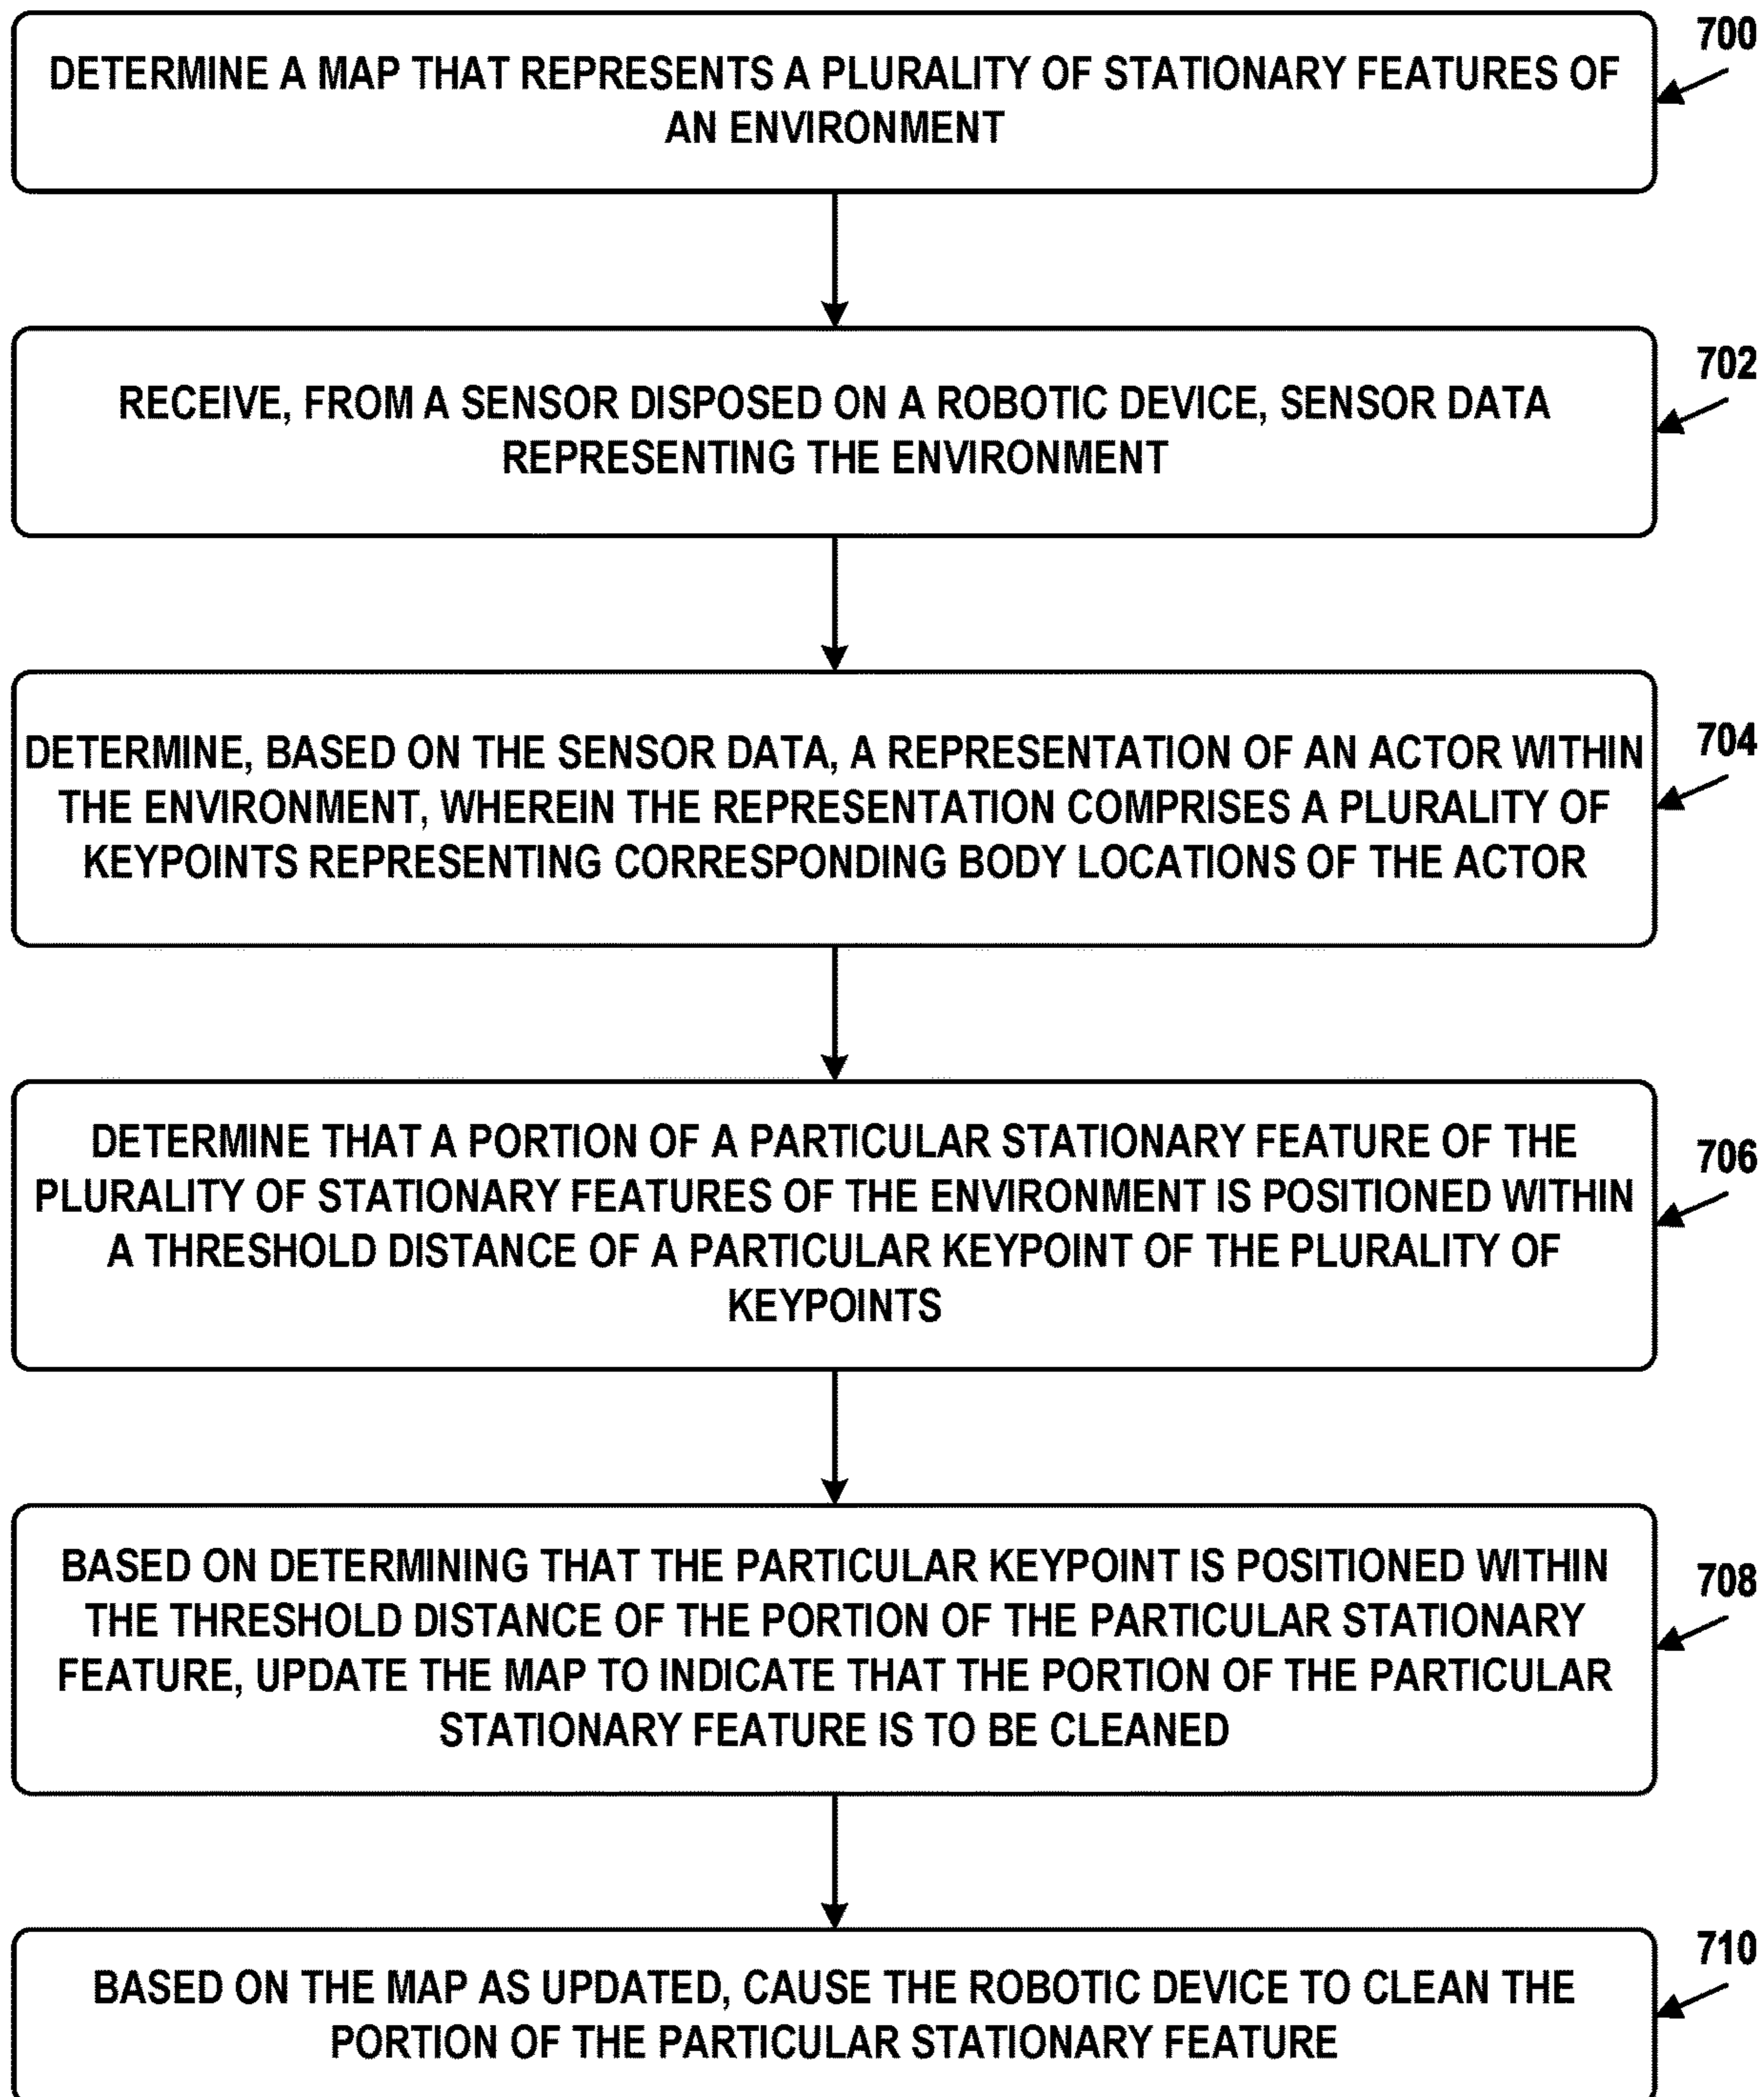 700
DETERMINE A MAP THAT REPRESENTS A PLURALITY OF STATIONARY FEATURES OF
AN ENVIRONMENT
702
RECEIVE, FROM A SENSOR DISPOSED ON A ROBOTIC DEVICE, SENSOR DATA
REPRESENTING THE ENVIRONMENT
704
DETERMINE, BASED ON THE SENSOR DATA, A REPRESENTATION OF AN ACTOR WITHIN
THE ENVIRONMENT, WHEREIN THE REPRESENTATION COMPRISES A PLURALITY OF
KEYPOINTS REPRESENTING CORRESPONDING BODY LOCATIONS OF THE ACTOR
706
DETERMINE THAT A PORTION OF A PARTICULAR STATIONARY FEATURE OF THE
PLURALITY OF STATIONARY FEATURES OF THE ENVIRONMENT IS POSITIONED WITHIN
A THRESHOLD DISTANCE OF A PARTICULAR KEYPOINT OF THE PLURALITY OF
KEYPOINTS
708
BASED ON DETERMINING THAT THE PARTICULAR KEYPOINT IS POSITIONED WITHIN
THE THRESHOLD DISTANCE OF THE PORTION OF THE PARTICULAR STATIONARY
FEATURE, UPDATE THE MAP TO INDICATE THAT THE PORTION OF THE PARTICULAR
STATIONARY FEATURE IS TO BE CLEANED
710
BASED ON THE MAP AS UPDATED, CAUSE THE ROBOTIC DEVICE TO CLEAN THE
PORTION OF THE PARTICULAR STATIONARY FEATURE